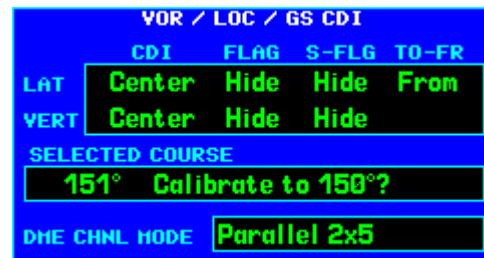 VOR / LOC / GS CDI
CDI FLAG S-FLG TO-FR
LAT Center Hide Hide From
VERT Center Hide Hide
SELECTED COURSE
151° Calibrate to 150°?
DME CHNL MODE Parallel 2x5